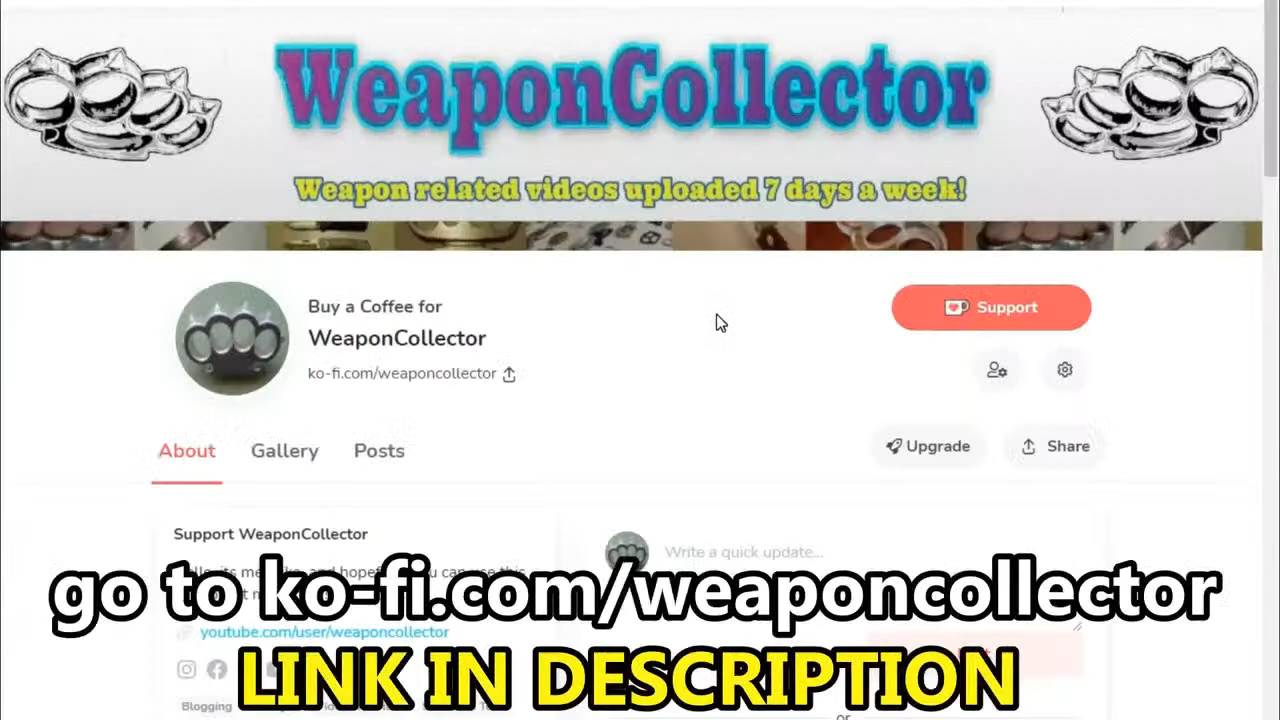 WeaponCollector
Weapon related videos uploaded 7 days a week!
Buy a Coffee for
WeaponCollector
ko-fi.com/weaponcollector
Support
About
Gallery
Posts
Upgrade
Share
Support WeaponCollector
Write a quick update...
go to ko-fi.com/weaponcollector
youtube.com/user/weaponcollector
LINK IN DESCRIPTION
Blogging
or